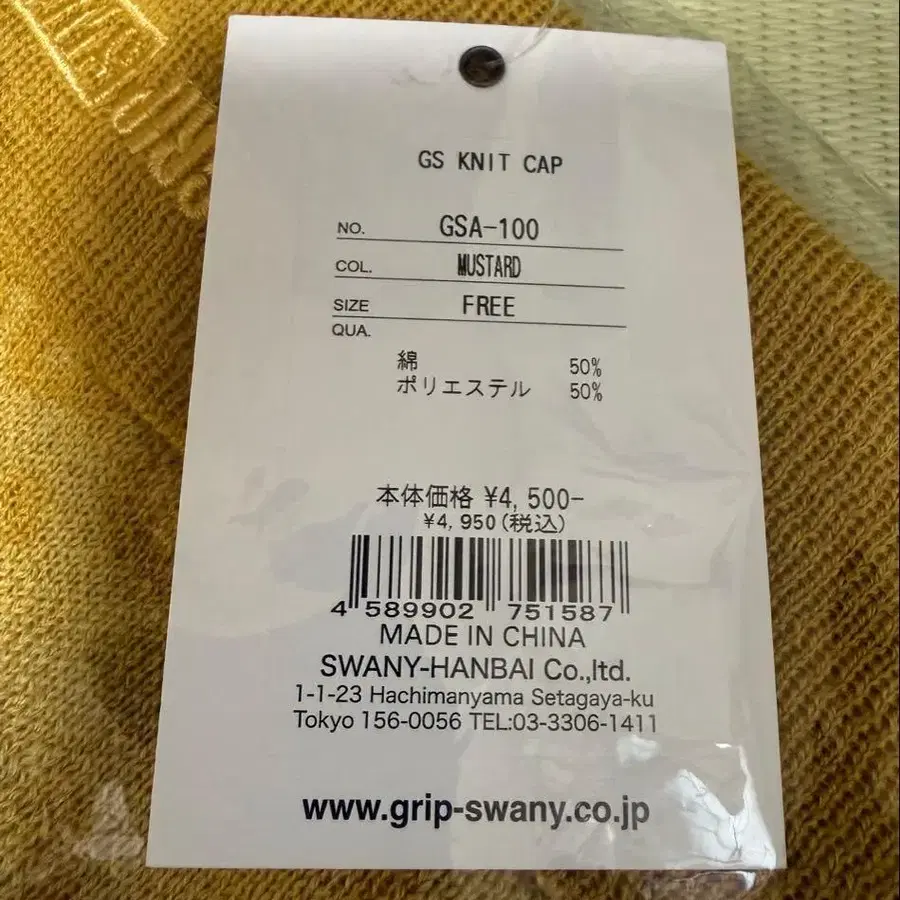 GS KNIT CAP
NO. GSA-100
COL. MUSTARD
SIZE FREE
QUA.
綿 50%
ポリエステル 50%
本体価格 ¥4,500-
¥4,950(税込)
4 589902 751587
MADE IN CHINA
SWANY-HANBAI Co.,ltd.
1-1-23 Hachimanyama Setagaya-ku
Tokyo 156-0056 TEL:03-3306-1411
www.grip-swany.co.jp